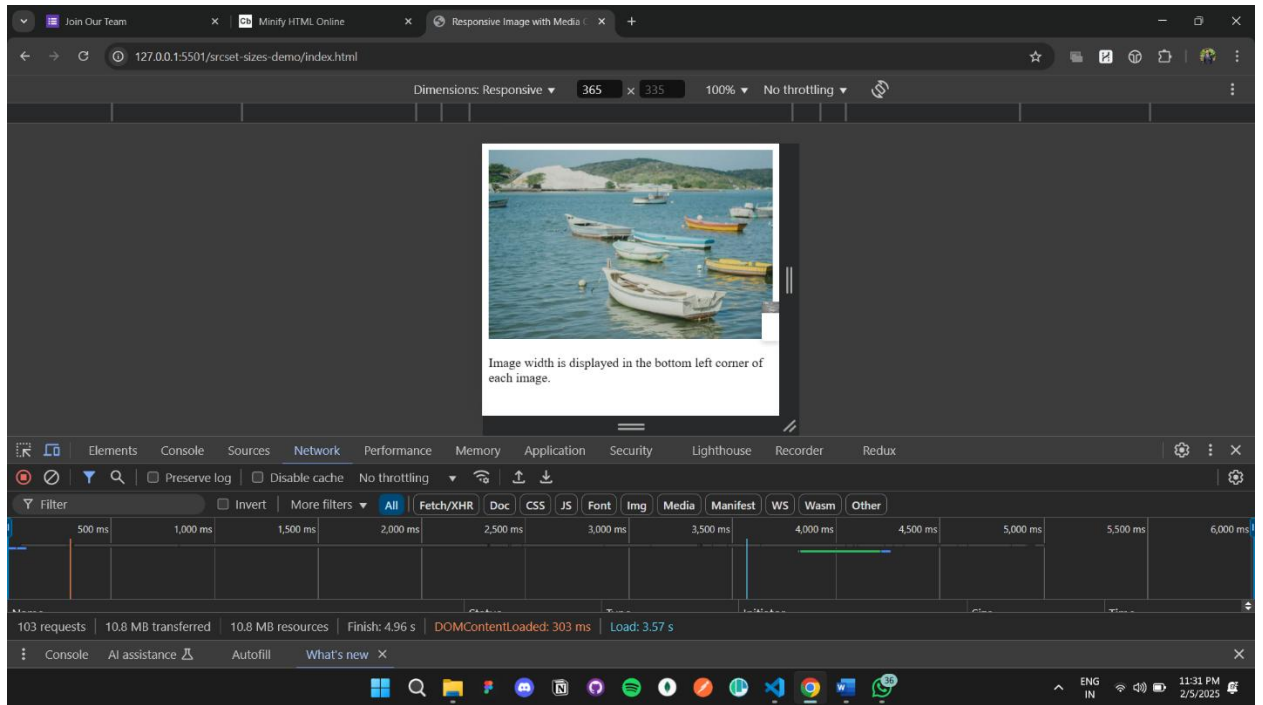 Join Our Team
Cb Minify HTML Online
Responsive Image with Media C
127.0.0.1:5501/srcset-sizes-demo/index.html
Dimensions: Responsive 365 × 335 100% No throttling
Image width is displayed in the bottom left corner of
each image.
Elements Console Sources Network Performance Memory Application Security Lighthouse Recorder Redux
Preserve log Disable cache No throttling
Filter Invert More filters All Fetch/XHR Doc CSS JS Font Img Media Manifest WS Wasm Other
500 ms 1,000 ms 1,500 ms 2,000 ms 2,500 ms 3,000 ms 3,500 ms 4,000 ms 4,500 ms 5,000 ms 5,500 ms 6,000 ms
Name Status Type Initiator Size Time
103 requests 10.8 MB transferred 10.8 MB resources Finish: 4.96 s DOMContentLoaded: 303 ms Load: 3.57 s
Console AI assistance Autofill What's new
36
ENG
IN
11:31 PM
2/5/2025